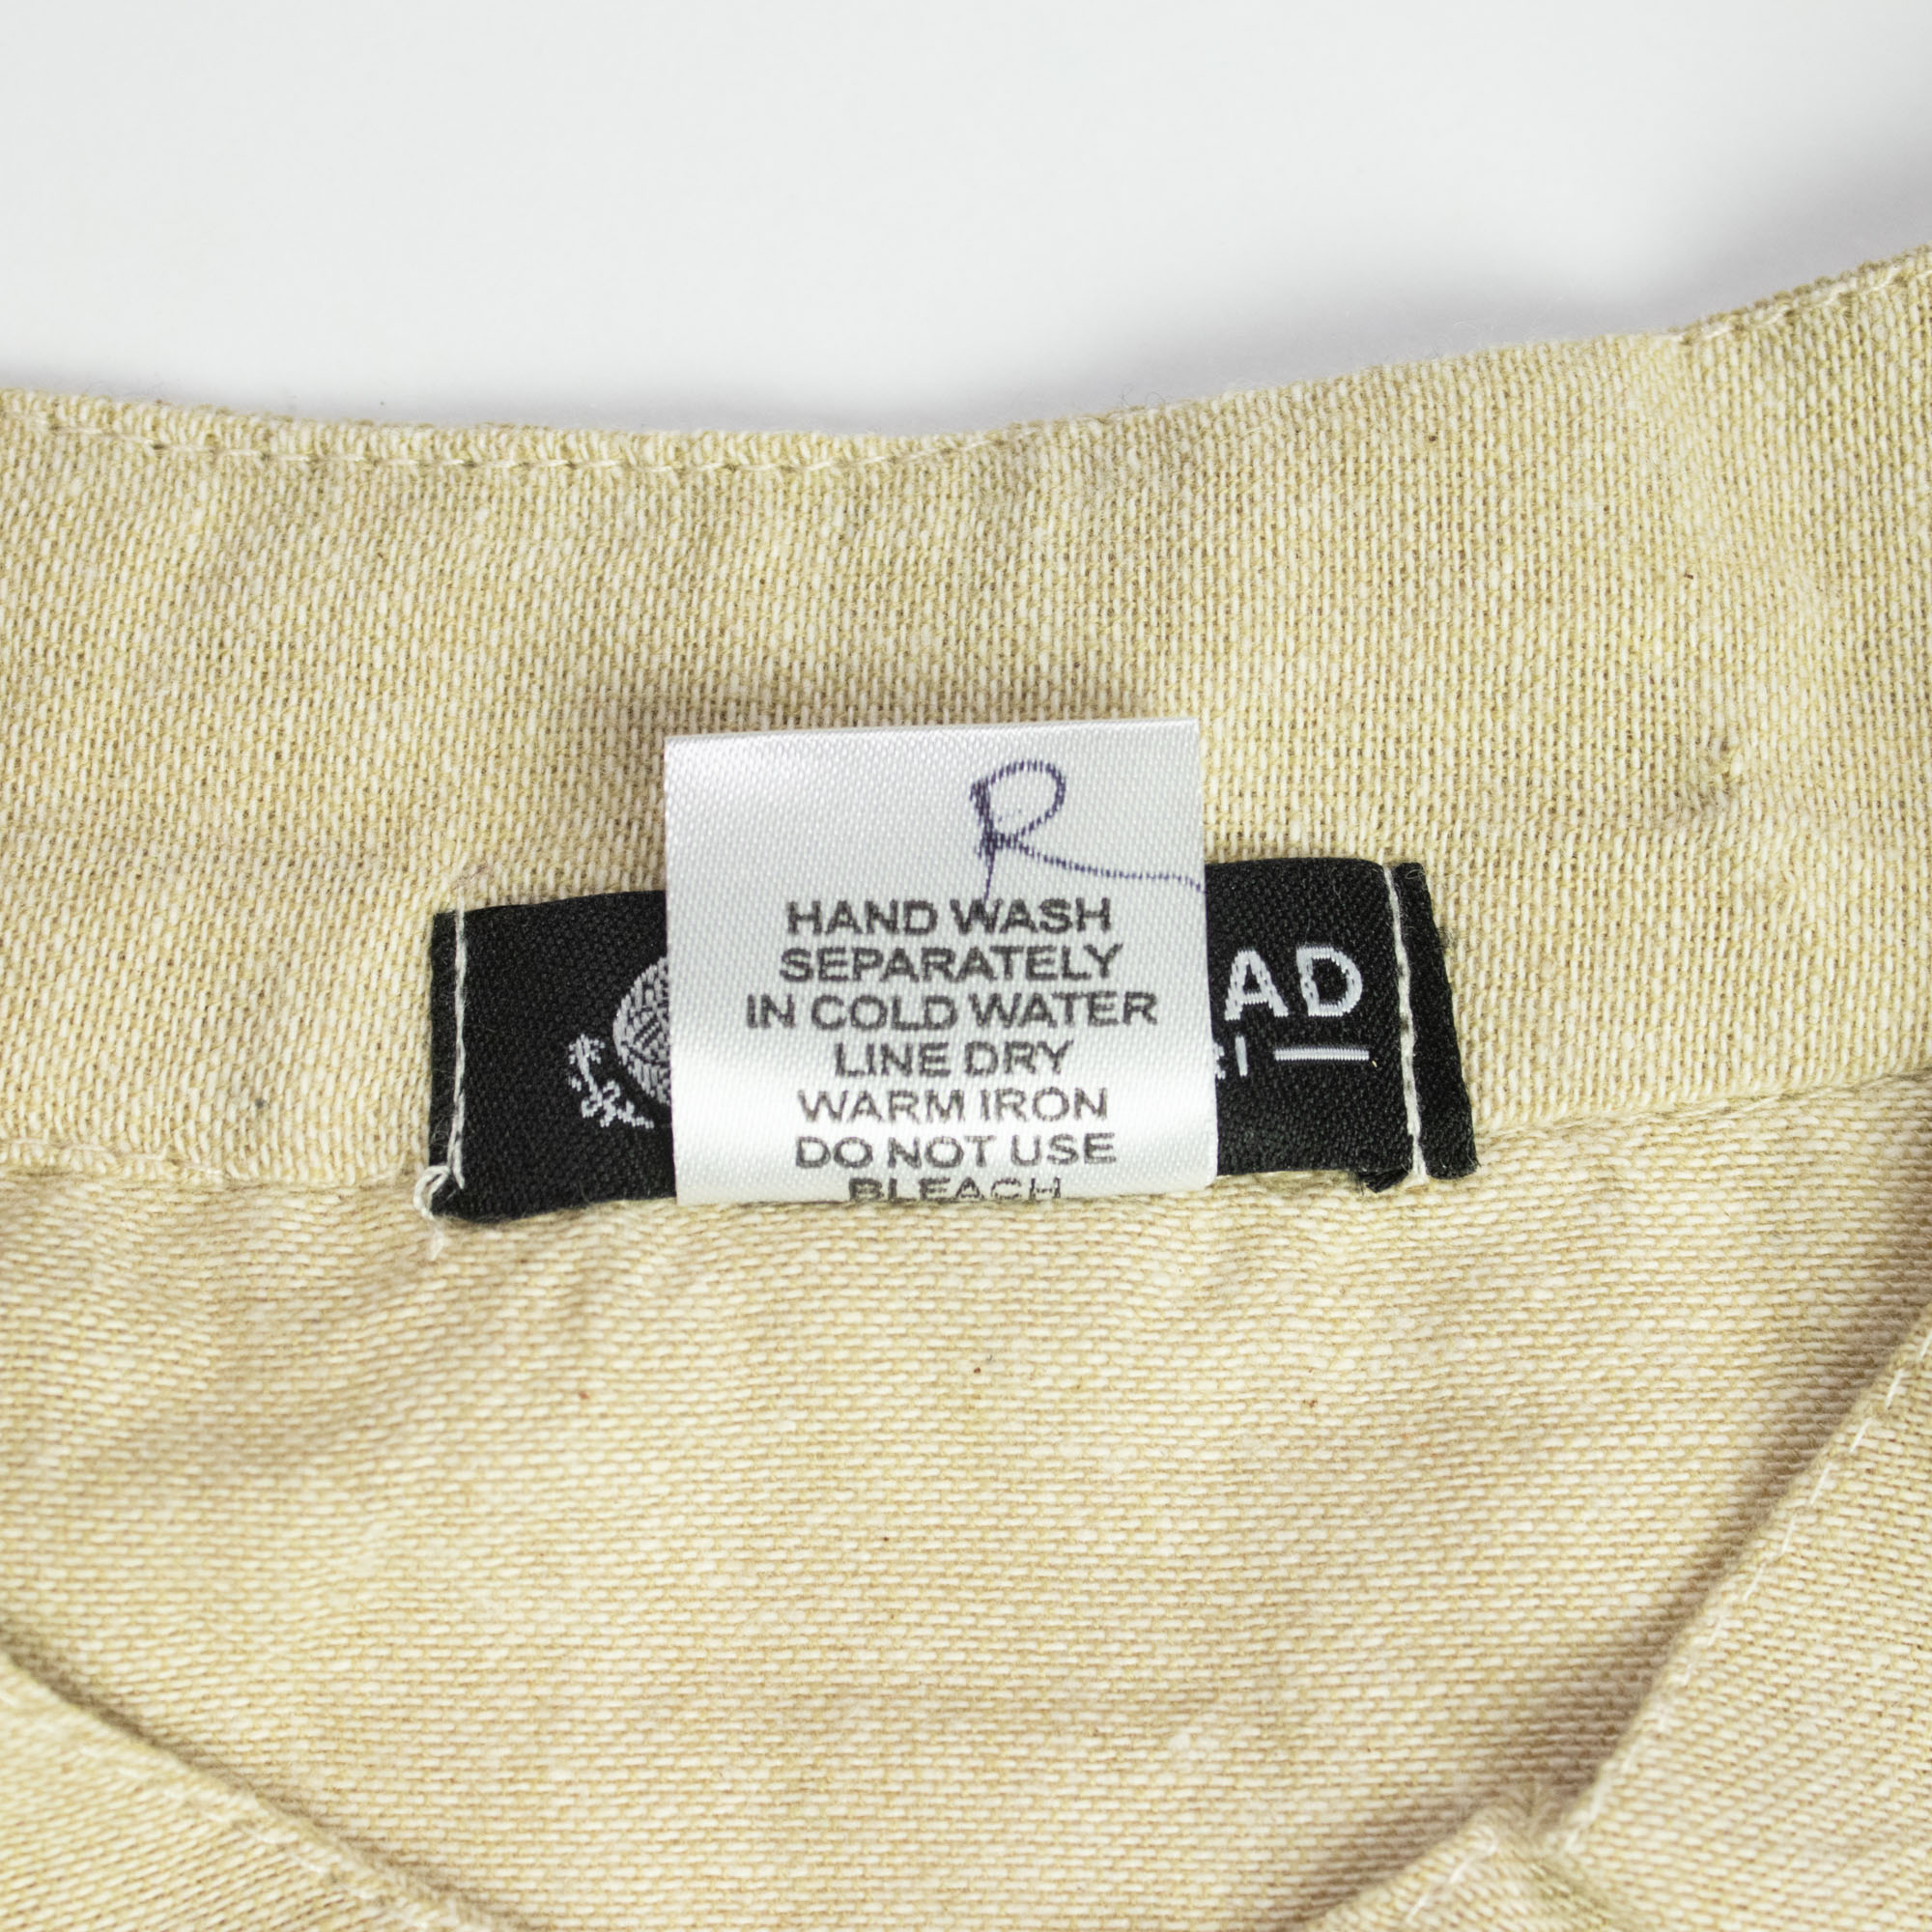 R
HAND WASH
SEPARATELY
IN COLD WATER
LINE DRY
WARM IRON
DO NOT USE
BLEACH
AD